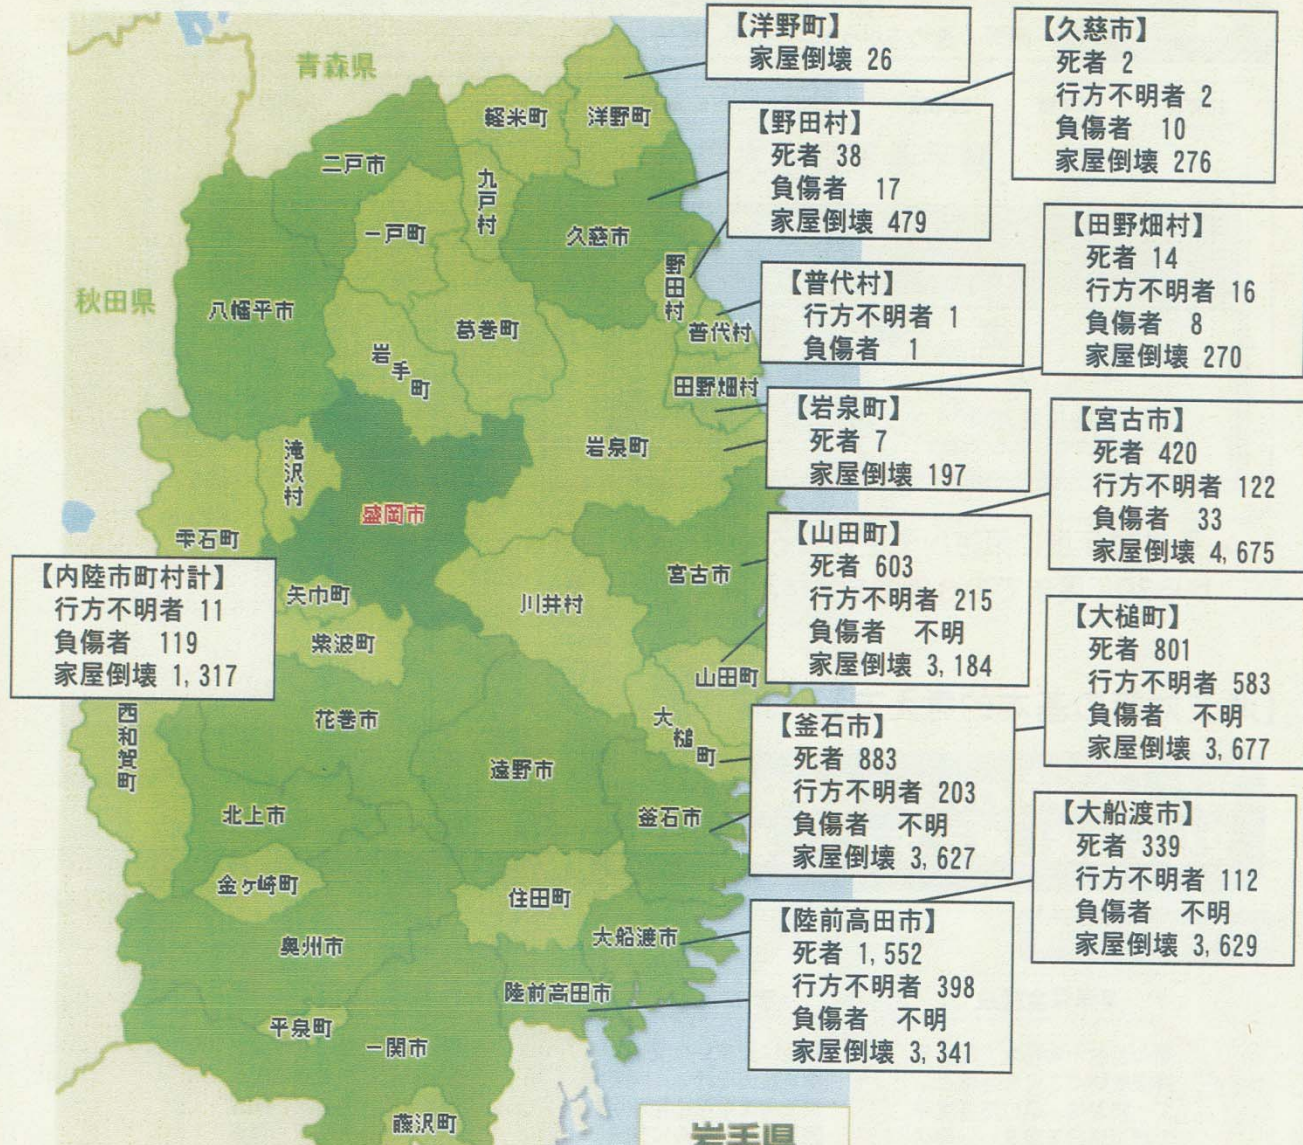 青森県
秋田県
【洋野町】
家屋倒壊 26
【久慈市】
死者 2
行方不明者 2
負傷者 10
家屋倒壊 276
【野田村】
死者 38
負傷者 17
家屋倒壊 479
【田野畑村】
死者 14
行方不明者 16
負傷者 8
家屋倒壊 270
【普代村】
行方不明者 1
負傷者 1
【岩泉町】
死者 7
家屋倒壊 197
【宮古市】
死者 420
行方不明者 122
負傷者 33
家屋倒壊 4,675
【山田町】
死者 603
行方不明者 215
負傷者 不明
家屋倒壊 3,184
【大槌町】
死者 801
行方不明者 583
負傷者 不明
家屋倒壊 3,677
【釜石市】
死者 883
行方不明者 203
負傷者 不明
家屋倒壊 3,627
【大船渡市】
死者 339
行方不明者 112
負傷者 不明
家屋倒壊 3,629
【陸前高田市】
死者 1,552
行方不明者 398
負傷者 不明
家屋倒壊 3,341
【内陸市町村計】
行方不明者 11
負傷者 119
家屋倒壊 1,317
軽米町
洋野町
二戸市
九戸村
一戸町
久慈市
野田村
八幡平市
葛巻町
普代村
岩手町
田野畑村
岩泉町
滝沢村
盛岡市
雫石町
宮古市
矢巾町
川井村
紫波町
山田町
花巻市
大槌町
西和賀町
遠野市
北上市
釜石市
金ケ崎町
住田町
大船渡市
奥州市
陸前高田市
平泉町
一関市
藤沢町
岩手県